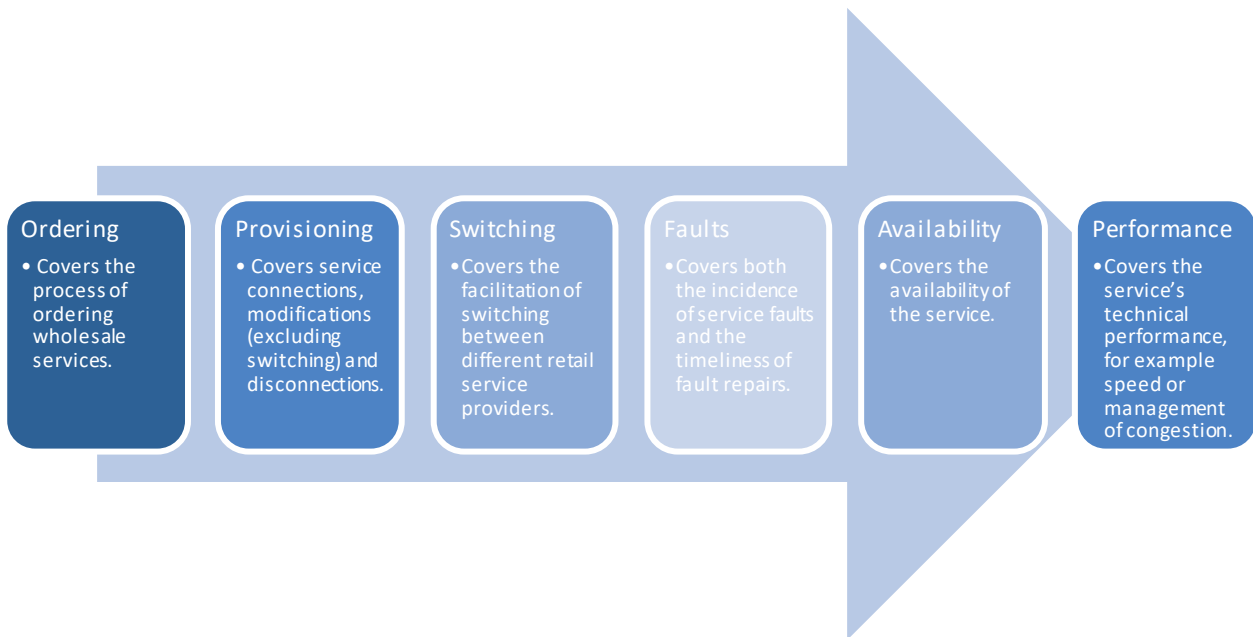 Ordering
• Covers the
process of
ordering
wholesale
services.
Provisioning
• Covers service
connections,
modifications
(excluding
switching) and
disconnections.
Switching
• Covers the
facilitation of
switching
between
different retail
service
providers.
Faults
• Covers both
the incidence
of service faults
and the
timeliness of
fault repairs.
Availability
• Covers the
availability of
the service.
Performance
• Covers the
service’s
technical
performance,
for example
speed or
management
of congestion.